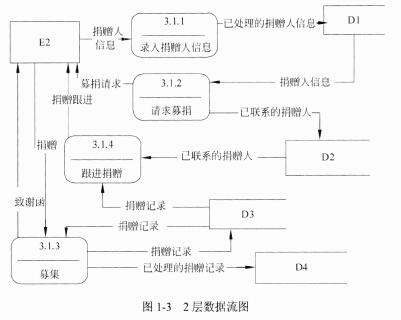 E2
捐赠人
信息
3.1.1
录入捐赠人信息
已处理的捐赠人信息
D1
募捐请求
3.1.2
请求募捐
捐赠人信息
捐赠跟进
已联系的捐赠人
捐赠
3.1.4
跟进捐赠
已联系的捐赠人
D2
致谢函
捐赠记录
D3
捐赠记录
3.1.3
募集
捐赠记录
已处理的捐赠记录
D4
图 1-3 2 层数据流图